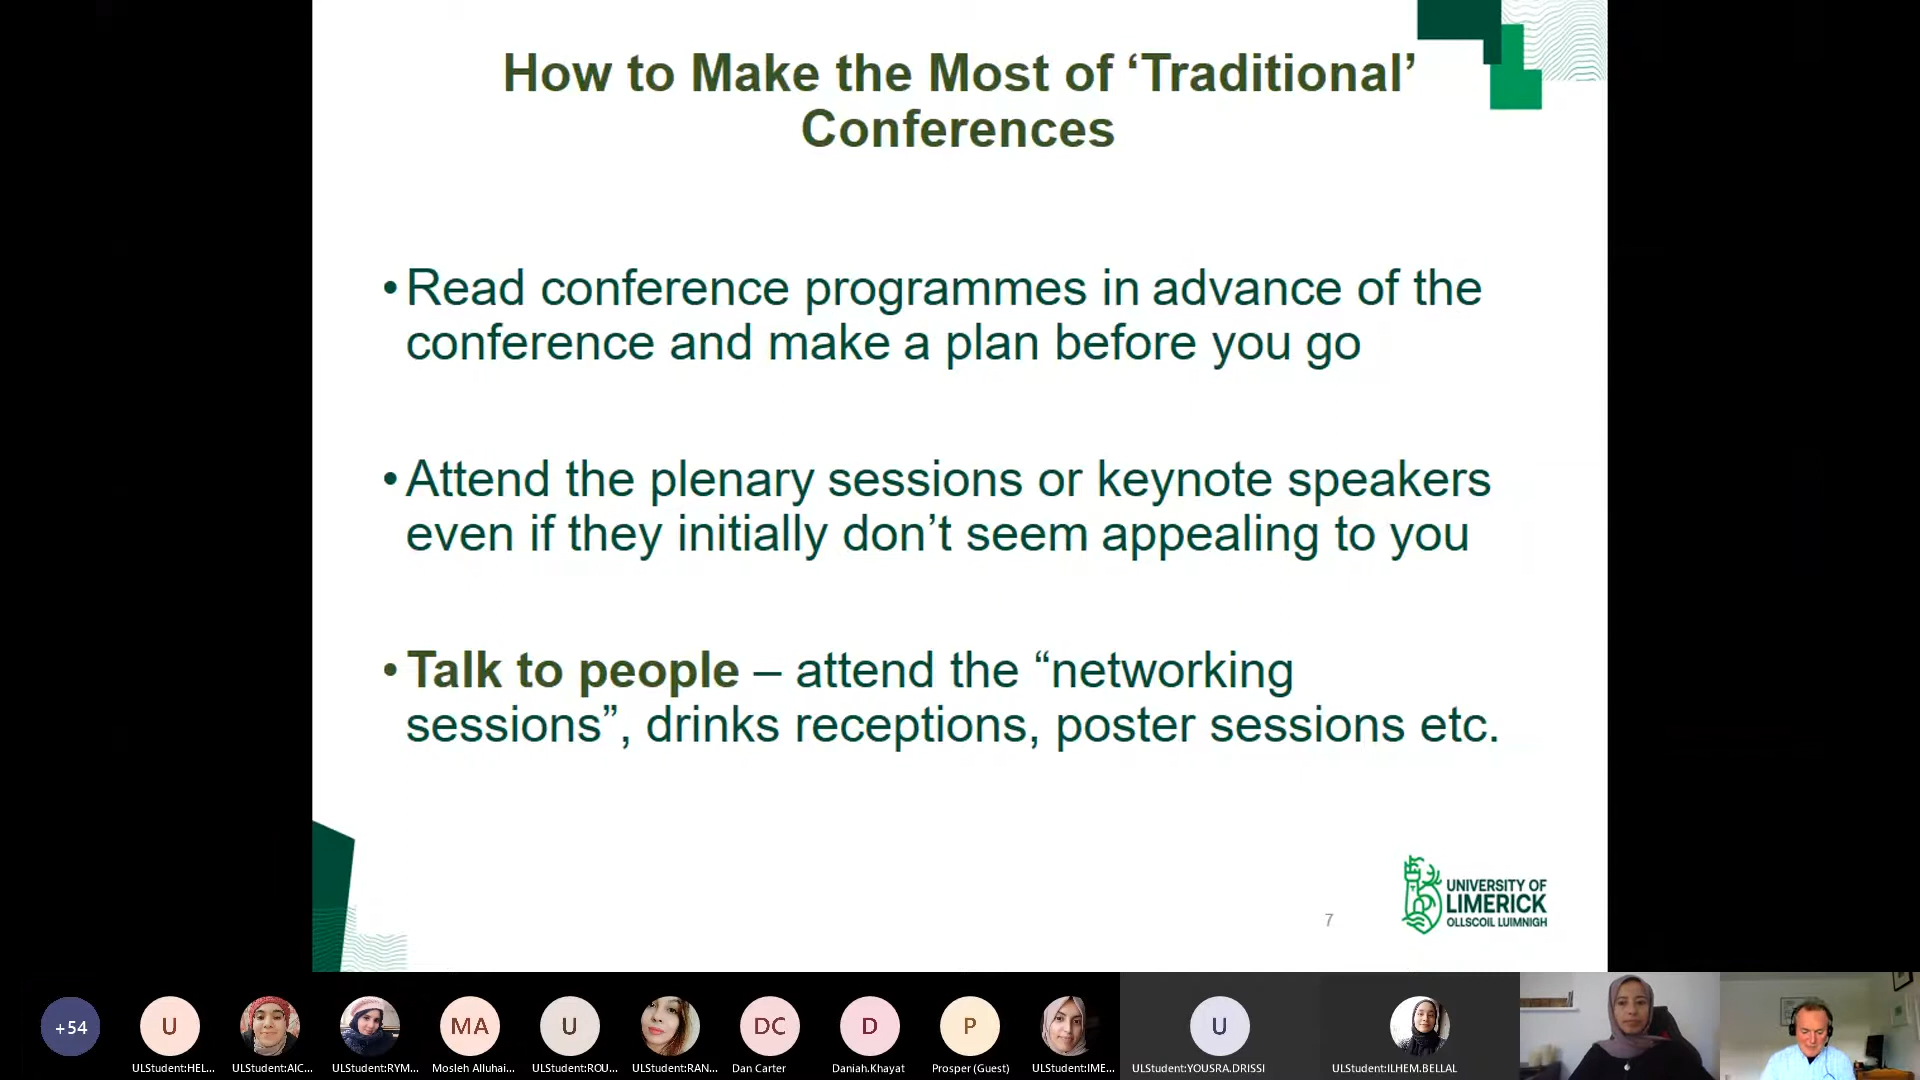 How to Make the Most of ‘Traditional’
Conferences
•Read conference programmes in advance of the
conference and make a plan before you go
•Attend the plenary sessions or keynote speakers
even if they initially don’t seem appealing to you
•Talk to people – attend the “networking
sessions”, drinks receptions, poster sessions etc.
7
UNIVERSITY OF
LIMERICK
OLLSCOIL LUIMNIGH
+54
U
MA
U
DC
D
P
U
ULStudent:HEL...
ULStudent:AIC...
ULStudent:RYM...
Mosleh Alluhai...
ULStudent:ROU...
ULStudent:RAN...
Dan Carter
Daniah.Khayat
Prosper (Guest)
ULStudent:IME...
ULStudent:YOUSRA.DRISSI
ULStudent:ILHEM.BELLAL